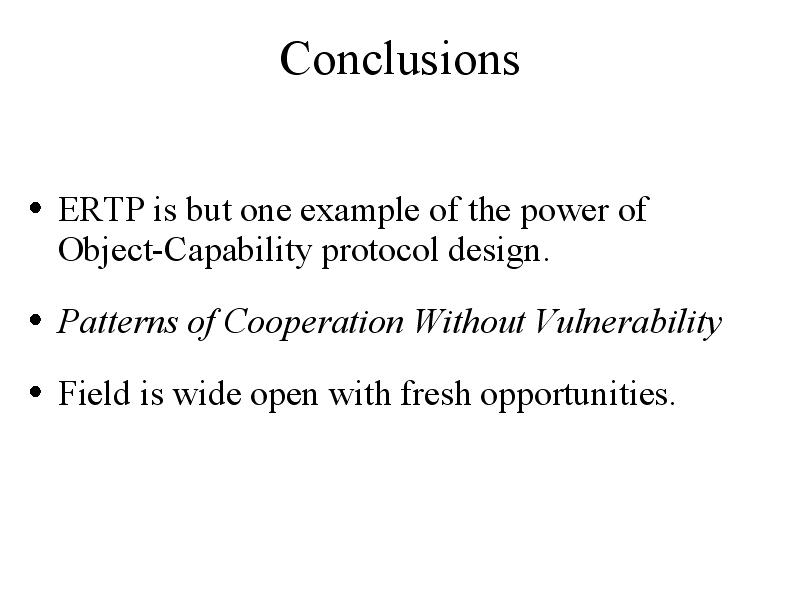 Conclusions
• ERTP is but one example of the power of
Object-Capability protocol design.
• Patterns of Cooperation Without Vulnerability
• Field is wide open with fresh opportunities.